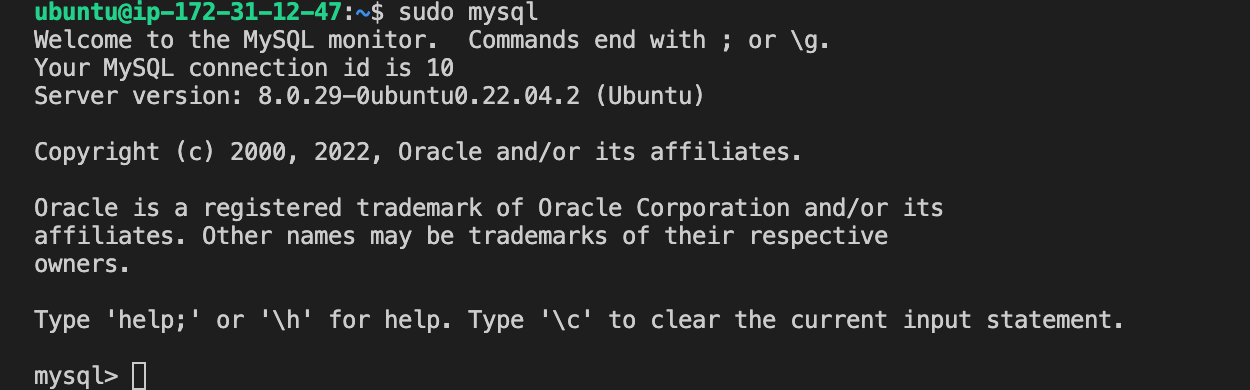 ubuntu@ip-172-31-12-47:~$ sudo mysql
Welcome to the MySQL monitor.  Commands end with ; or \g.
Your MySQL connection id is 10
Server version: 8.0.29-0ubuntu0.22.04.2 (Ubuntu)
Copyright (c) 2000, 2022, Oracle and/or its affiliates.
Oracle is a registered trademark of Oracle Corporation and/or its
affiliates. Other names may be trademarks of their respective
owners.
Type 'help;' or '\h' for help. Type '\c' to clear the current input statement.
mysql>